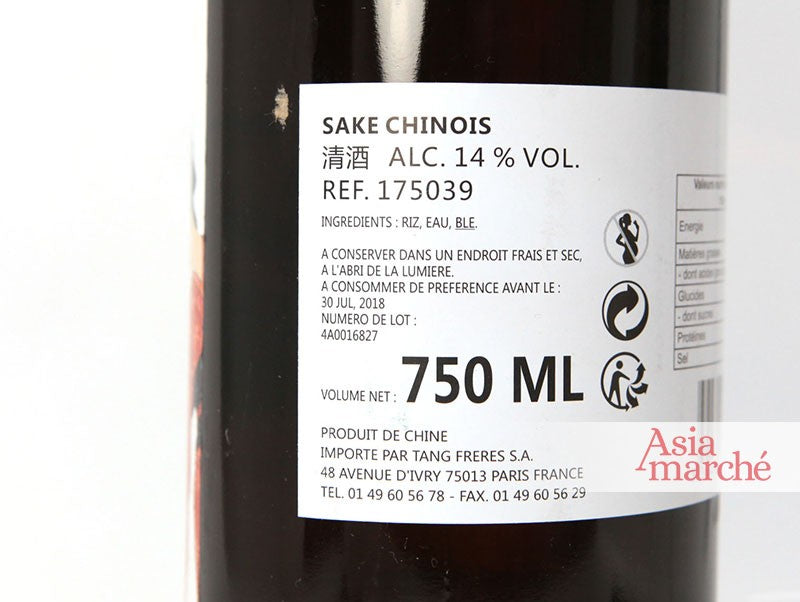 SAKE CHINOIS
清酒 ALC. 14 % VOL.
REF. 175039
INGREDIENTS : RIZ, EAU, BLE.
A CONSERVER DANS UN ENDROIT FRAIS ET SEC,
A L'ABRI DE LA LUMIERE.
A CONSOMMER DE PREFERENCE AVANT LE :
30 JUL, 2018
NUMERO DE LOT :
4A0016827
VOLUME NET : 750 ML
PRODUIT DE CHINE
IMPORTE PAR TANG FRERES S.A.
48 AVENUE D'IVRY 75013 PARIS FRANCE
TEL. 01 49 60 56 78 - FAX. 01 49 60 56 29
Valeurs
Energie
Matières
- dont acides
Glucides
- dont sucres
Protéines
Sel
Asia
marché